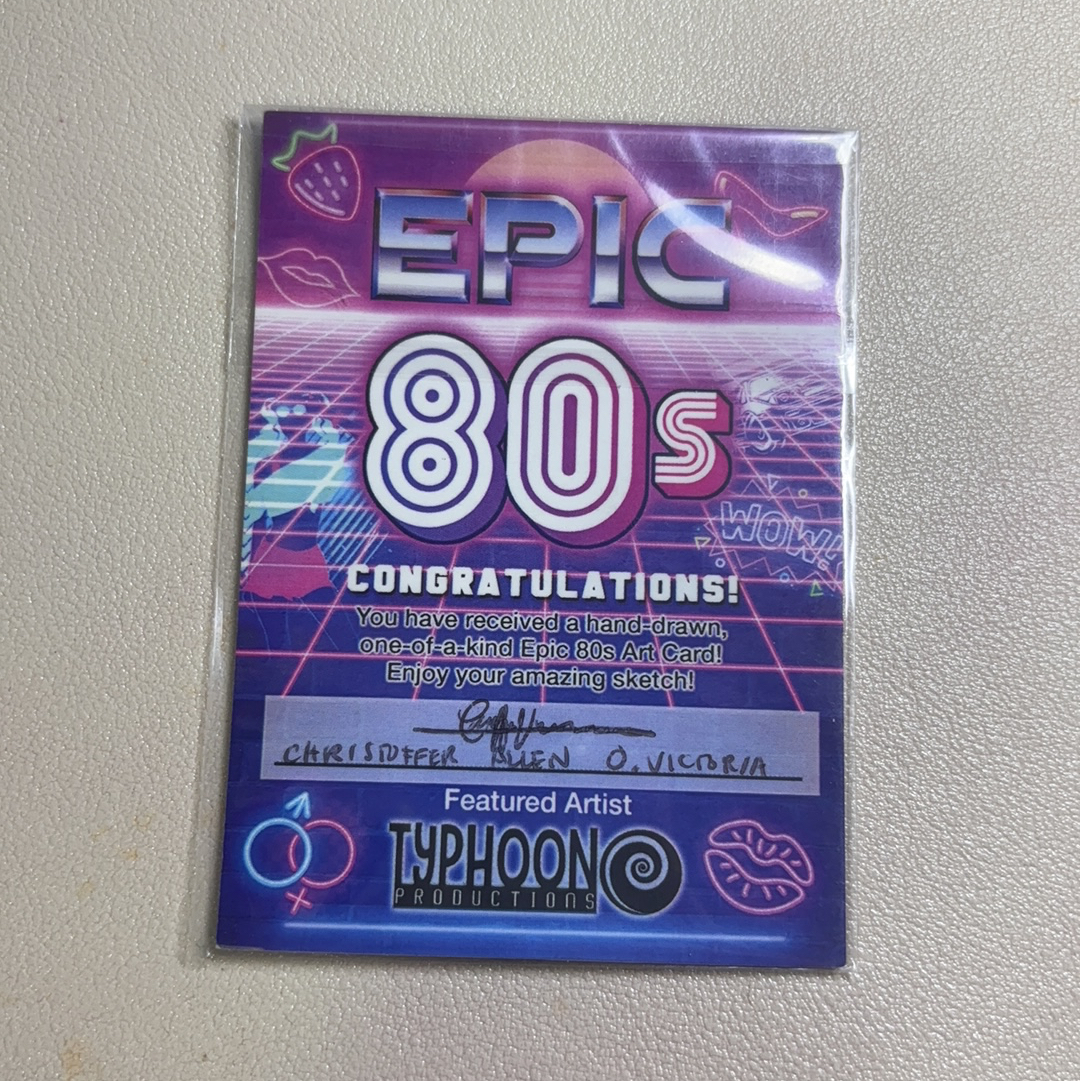 EPIC
80s
WOW!
CONGRATULATIONS!
You have received a hand-drawn,
one-of-a-kind Epic 80s Art Card!
Enjoy your amazing sketch!
CHRISTOFFER ALLEN O. VICTORIA
Featured Artist
TYPHOON
PRODUCTIONS